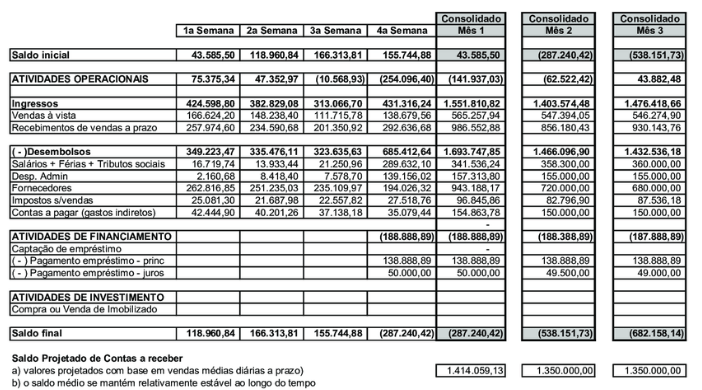 Consolidado Consolidado Consolidado
1a Semana 2a Semana 3a Semana 4a Semana Mês 1 Mês 2 Mês 3
Saldo inicial 43.585,50 118.960,84 166.313,81 155.744,88 43.585,50 (287.240,42) (538.151,73)
ATIVIDADES OPERACIONAIS 75.375,34 47.352,97 (10.568,93) (254.096,40) (141.937,03) (62.522,42) 43.882,48
Ingressos 424.598,80 382.829,08 313.066,70 431.316,24 1.551.810,82 1.403.574,48 1.476.418,66
Vendas à vista 166.624,20 148.238,40 111.715,78 138.679,56 565.257,94 547.394,05 546.274,90
Recebimentos de vendas a prazo 257.974,60 234.590,68 201.350,92 292.636,68 986.552,88 856.180,43 930.143,76
( - )Desembolsos 349.223,47 335.476,11 323.635,63 685.412,64 1.693.747,85 1.466.096,90 1.432.536,18
Salários + Férias + Tributos sociais 16.719,74 13.933,44 21.250,96 289.632,10 341.536,24 358.300,00 360.000,00
Desp. Admin 2.160,68 8.418,40 7.578,70 139.156,02 157.313,80 155.000,00 155.000,00
Fornecedores 262.816,85 251.235,03 235.109,97 194.026,32 943.188,17 720.000,00 680.000,00
Impostos s/vendas 25.081,30 21.687,98 22.557,82 27.518,76 96.845,86 82.796,90 87.536,18
Contas a pagar (gastos indiretos) 42.444,90 40.201,26 37.138,18 35.079,44 154.863,78 150.000,00 150.000,00
-
ATIVIDADES DE FINANCIAMENTO (188.888,89) (188.888,89) (188.388,89) (187.888,89)
Captação de empréstimo -
( - ) Pagamento empréstimo - princ 138.888,89 138.888,89 138.888,89 138.888,89
( - ) Pagamento empréstimo - juros 50.000,00 50.000,00 49.500,00 49.000,00
ATIVIDADES DE INVESTIMENTO
Compra ou Venda de Imobilizado
Saldo final 118.960,84 166.313,81 155.744,88 (287.240,42) (287.240,42) (538.151,73) (682.158,14)
Saldo Projetado de Contas a receber
a) valores projetados com base em vendas médias diárias a prazo) 1.414.059,13 1.350.000,00 1.350.000,00
b) o saldo médio se mantém relativamente estável ao longo do tempo